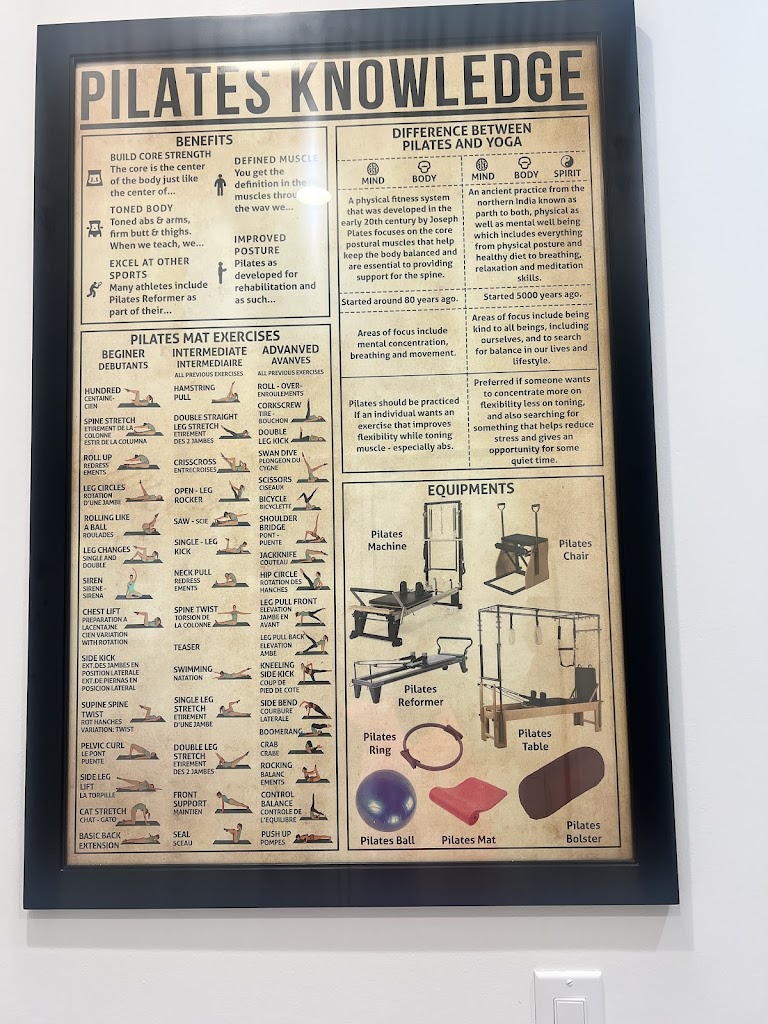 PILATES KNOWLEDGE
BENEFITS
BUILD CORE STRENGTH
The core is the center
of the body just like
the center of...
TONED BODY
Toned abs & arms,
firm butt & thighs.
When we teach, we...
EXCEL AT OTHER
SPORTS
Many athletes include
Pilates Reformer as
part of their...
DEFINED MUSCLE
You get the
definition in the
muscles through
the way we...
IMPROVED
POSTURE
Pilates as
developed for
rehabilitation and
as such...
DIFFERENCE BETWEEN
PILATES AND YOGA
MIND BODY
MIND BODY SPIRIT
A physical fitness system
that was developed in the
early 20th century by Joseph
Plates focuses on the core
postural muscles that help
keep the body balanced and
are essential to providing
support for the spine.
An ancient practice from the
northern India known as
parth to both, physical as
well as mental well being
which includes everything
from physical posture and
healthy diet to breathing,
relaxation and meditation
skills.
Started around 80 years ago.
Started 5000 years ago.
Areas of focus include
mental concentration,
breathing and movement.
Areas of focus include being
kind to all beings, including
ourselves, and to search
for balance in our lives and
lifestyle.
Pilates should be practiced
If an individual wants an
exercise that improves
flexibility while toning
muscle - especially abs.
Preferred if someone wants
to concentrate more on
flexibility less on toning,
and also searching for
something that helps reduce
stress and gives an
opportunity for some
quiet time.
PILATES MAT EXERCISES
BEGINER
DEBUTANTS
HUNDRED
CENTAINE-
CIEN
SPINE STRETCH
ETIREMENT DE LA
COLONNE
ESTER DE LA COLUMNA
ROLL UP
REDRESS
EMENTS
LEG CIRCLES
ROTATION
D'UNE JAMBE
ROLLING LIKE
A BALL
ROULADES
LEG CHANGES
SINGLE AND
DOUBLE
SIREN
SIRENE-
SIRENA
CHEST LIFT
PREPARATION A
LACENTAJNE
CIEN VARIATION
WITH ROTATION
SIDE KICK
EXT.DES JAMBES EN
POSITION LATERALE
EXT.DE PIERNAS EN
POSICION LATERAL
SUPINE SPINE
TWIST
ROT HANCHES
VARIATION: TWIST
PELVIC CURL
LE PONT
PUENTE
SIDE LEG
LIFT
LA TORPILLE
CAT STRETCH
CHAT - GATO
BASIC BACK
EXTENSION
INTERMEDIATE
INTERMEDIAIRE
ALL PREVIOUS EXERCISES
HAMSTRING
PULL
DOUBLE STRAIGHT
LEG STRETCH
ETIREMENT
DES 2 JAMBES
CRISSCROSS
ENTRECROISES
OPEN - LEG
ROCKER
SAW - SCIE
SINGLE - LEG
KICK
NECK PULL
REDRESS
EMENTS
SPINE TWIST
TORSION DE
LA COLONNE
TEASER
SWIMMING
NATATION
SINGLE LEG
STRETCH
ETIREMENT
D'UNE JAMBE
DOUBLE LEG
STRETCH
ETIREMENT
DES 2 JAMBES
FRONT
SUPPORT
MAINTIEN
SEAL
SCEAU
ADVANVED
AVANVES
ALL PREVIOUS EXERCISES
ROLL - OVER-
ENROULEMENTS
CORKSCREW
TIRE -
BOUCHON
DOUBLE
LEG KICK
SWAN DIVE
PLONGEON DU
CYGNE
SCISSORS
CISEAUX
BICYCLE
BICYCLETTE
SHOULDER
BRIDGE
PONT -
PUENTE
JACKKNIFE
COUTEAU
HIP CIRCLE
ROTATION DES
HANCHES
LEG PULL FRONT
ELEVATION
JAMBE EN
AVANT
LEG PULL BACK
ELEVATION
AMBE
KNEELING
SIDE KICK
COUP DE
PIED DE COTE
SIDE BEND
COURBURE
LATERALE
BOOMERANG
CRAB
CRABE
ROCKING
BALANC
EMENTS
CONTROL
BALANCE
CONTROLE DE
L'EQUILIBRE
PUSH UP
POMPES
EQUIPMENTS
Pilates
Machine
Pilates
Chair
Pilates
Reformer
Pilates
Table
Pilates
Ring
Pilates Ball
Pilates Mat
Pilates
Bolster